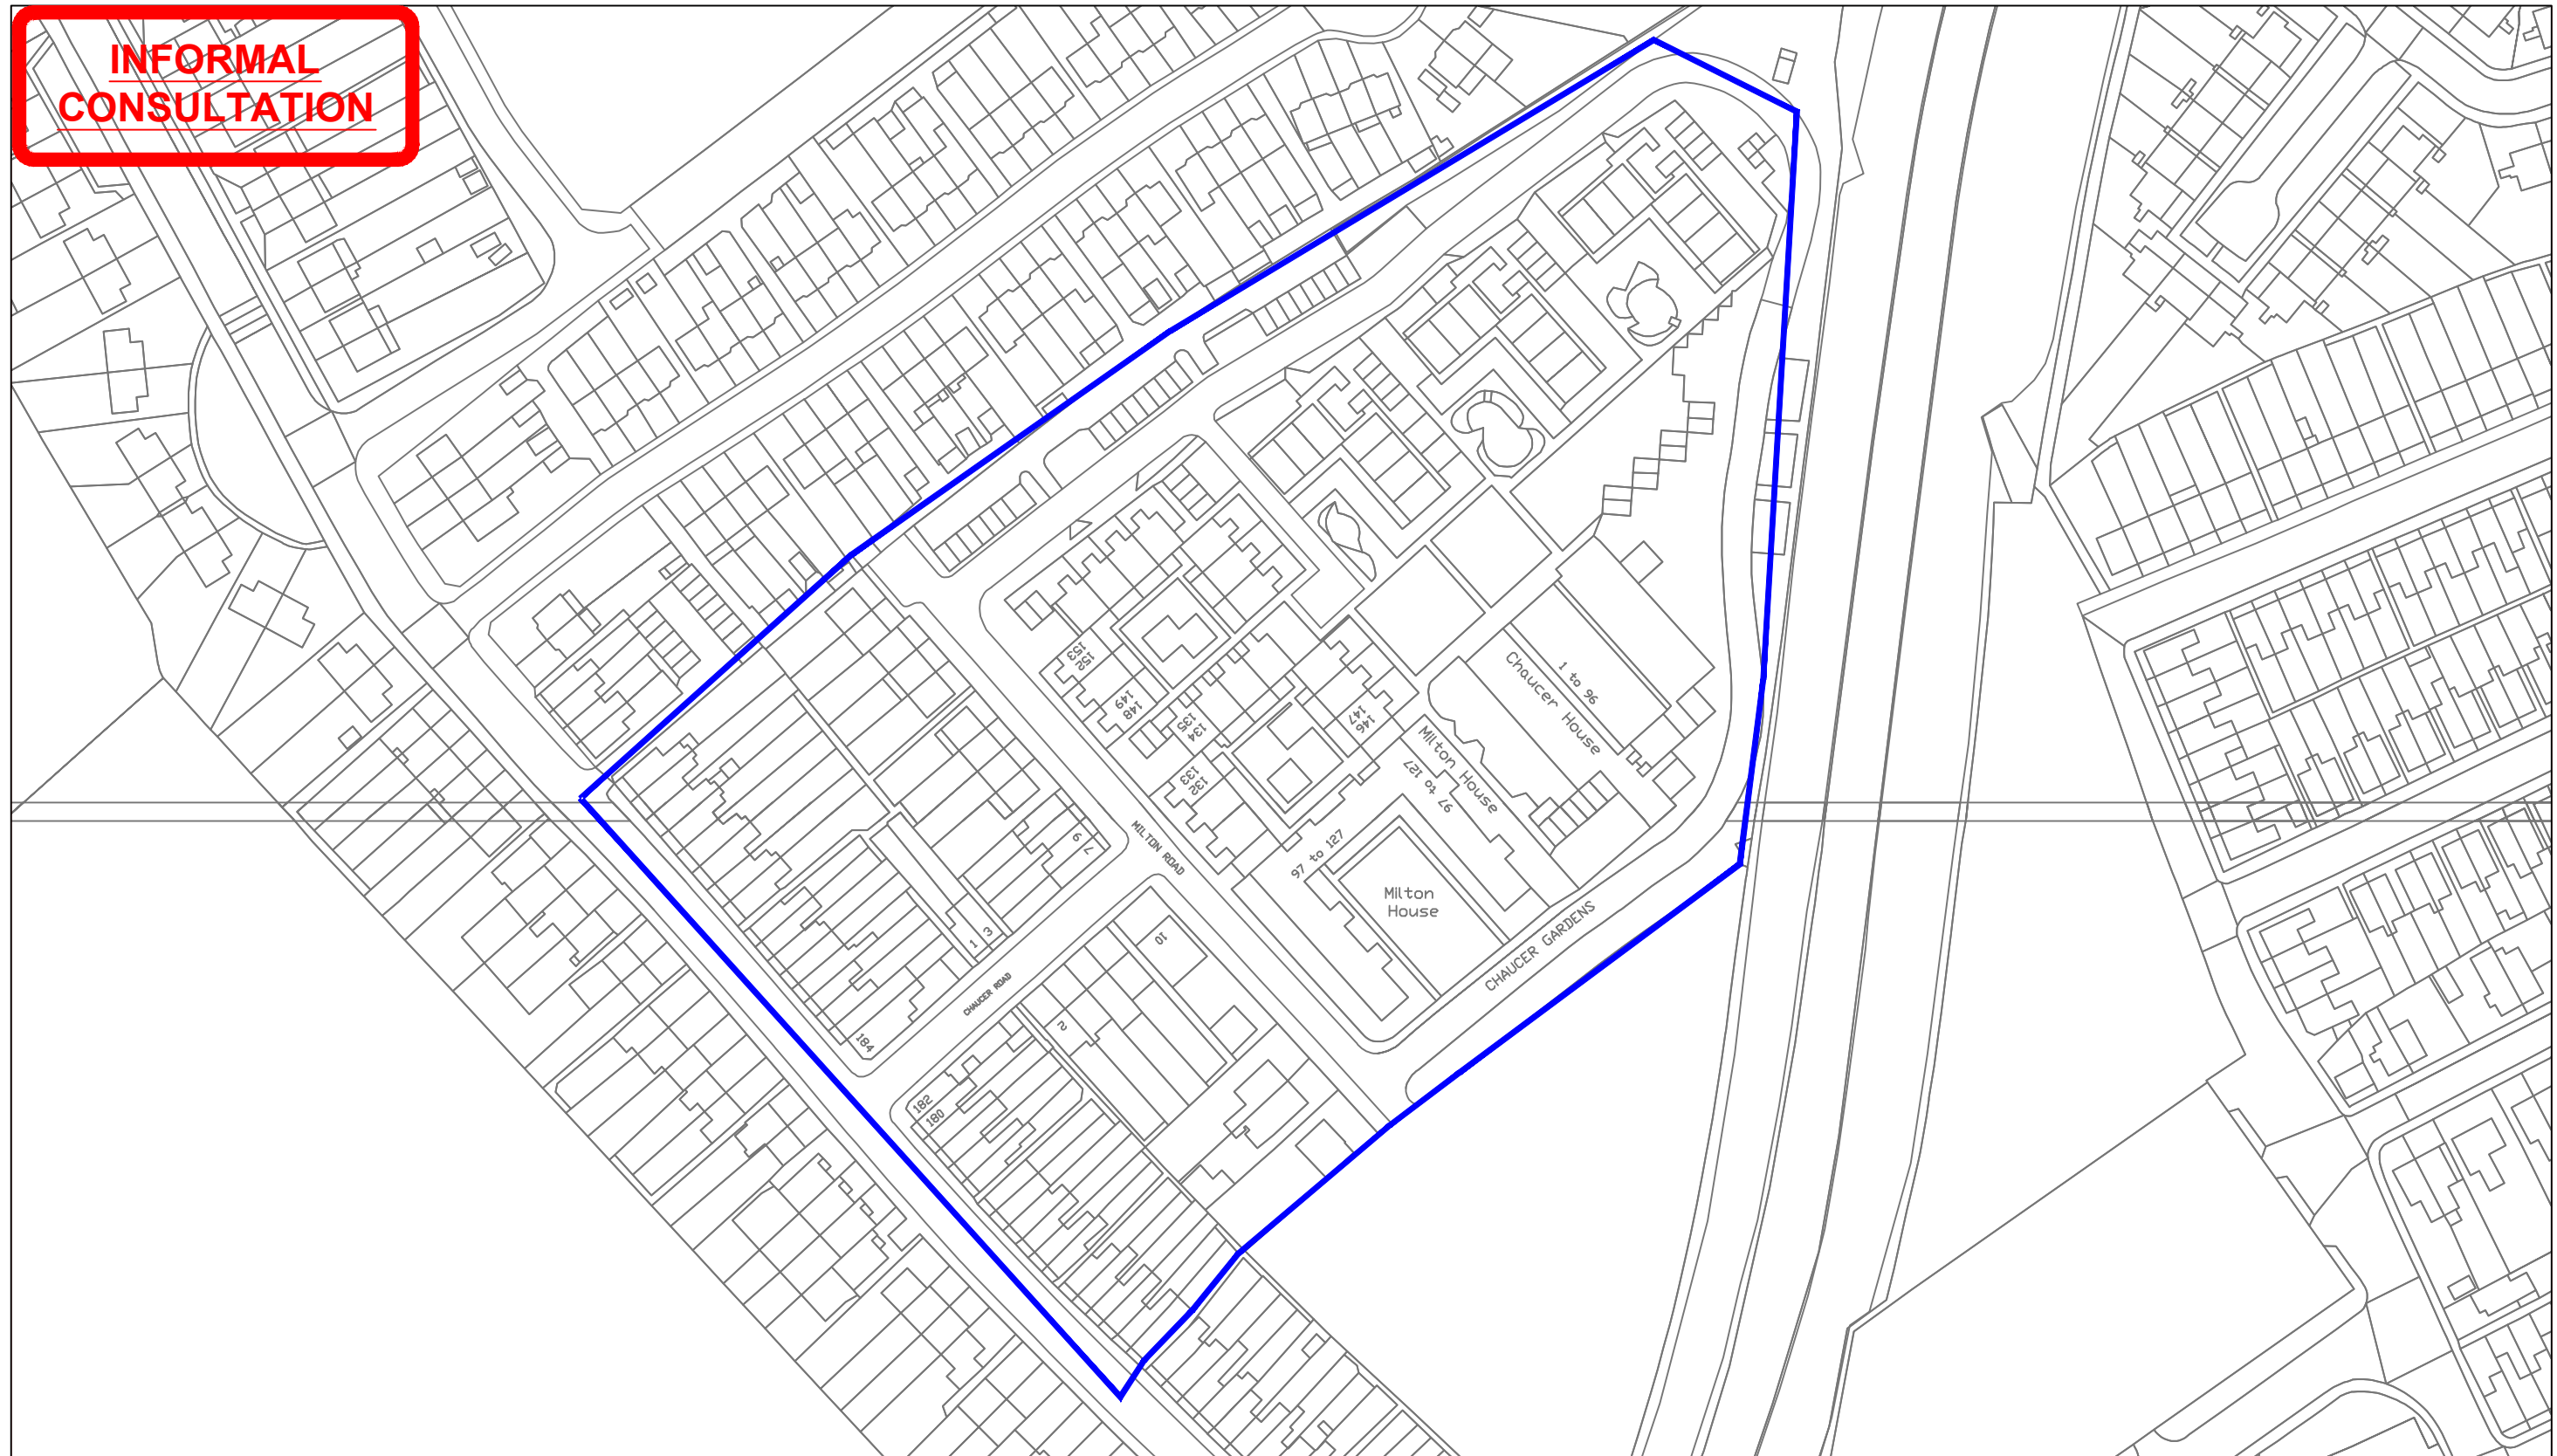 INFORMAL
CONSULTATION
152
153
148
149
134
135
146
147
132
133
1 to 96
Chaucer House
Milton House
97 to 127
97 to 127
Milton
House
CHAUCER GARDENS
MILTON ROAD
CHAUCER ROAD
9
7
1
3
10
2
184
182
180